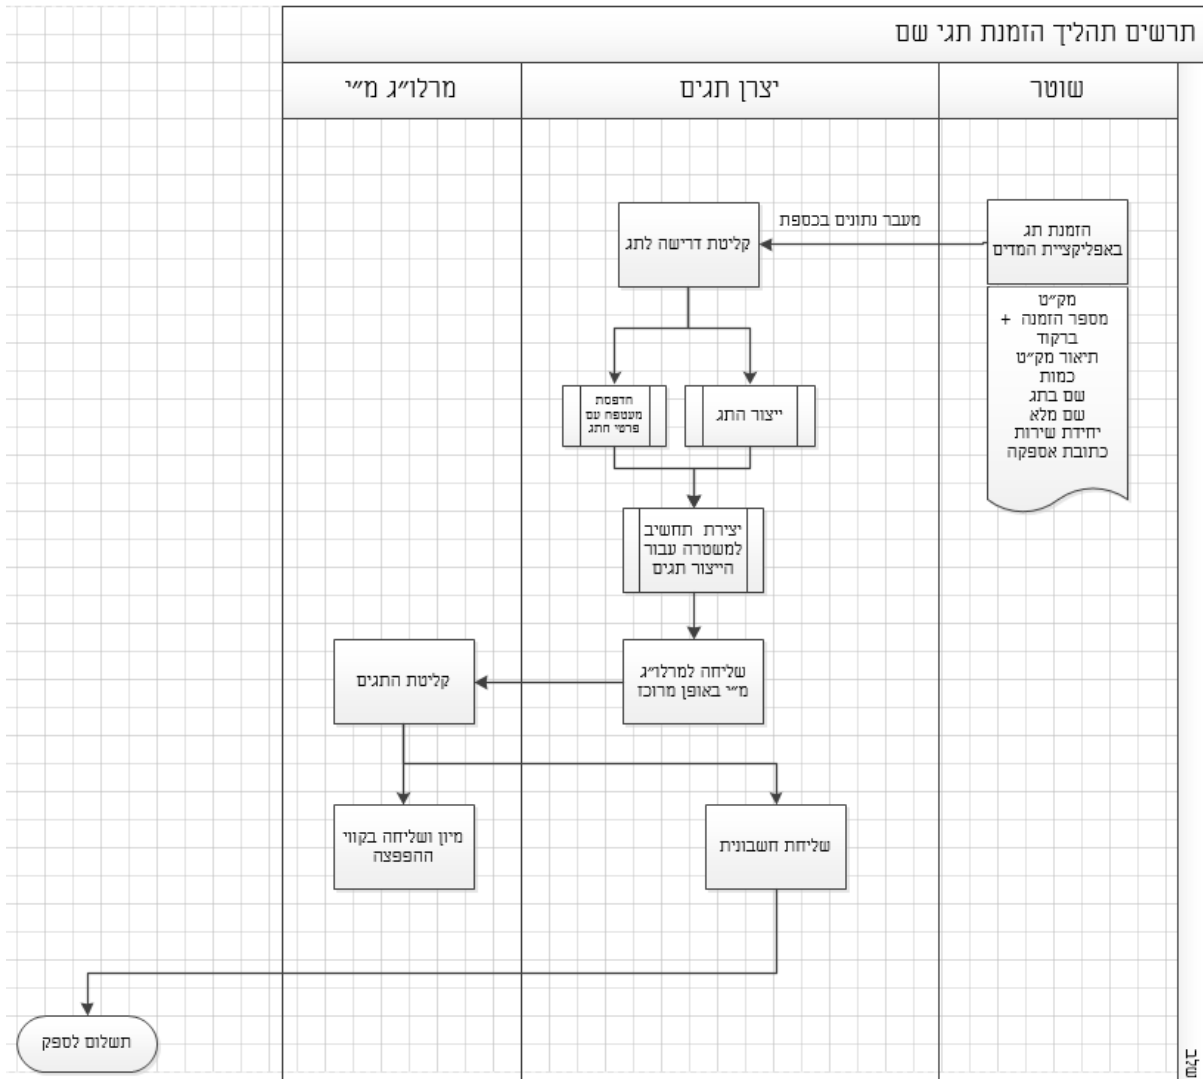 תרשים תהליך הזמנת תגי שם
שוטר
יצרן תגים
מרלו״ג מ״י
הזמנת תג
באפליקציית המדים
מעבר נתונים בכספת
קליטת דרישה לתג
מק״ט
מספר הזמנה +
ברקוד
תיאור מק״ט
כמות
שם בתג
שם מלא
יחידת שירות
כתובת אספקה
ייצור התג
הדפסת
מעטפה עם
פרטי התג
יצירת תחשיב
למשטרה עבור
הייצור תגים
שליחה למרלו״ג
מ״י באופן מרוכז
קליטת התגים
שליחת חשבונית
מיון ושליחה בקווי
ההפפצה
תשלום לספק
שלב